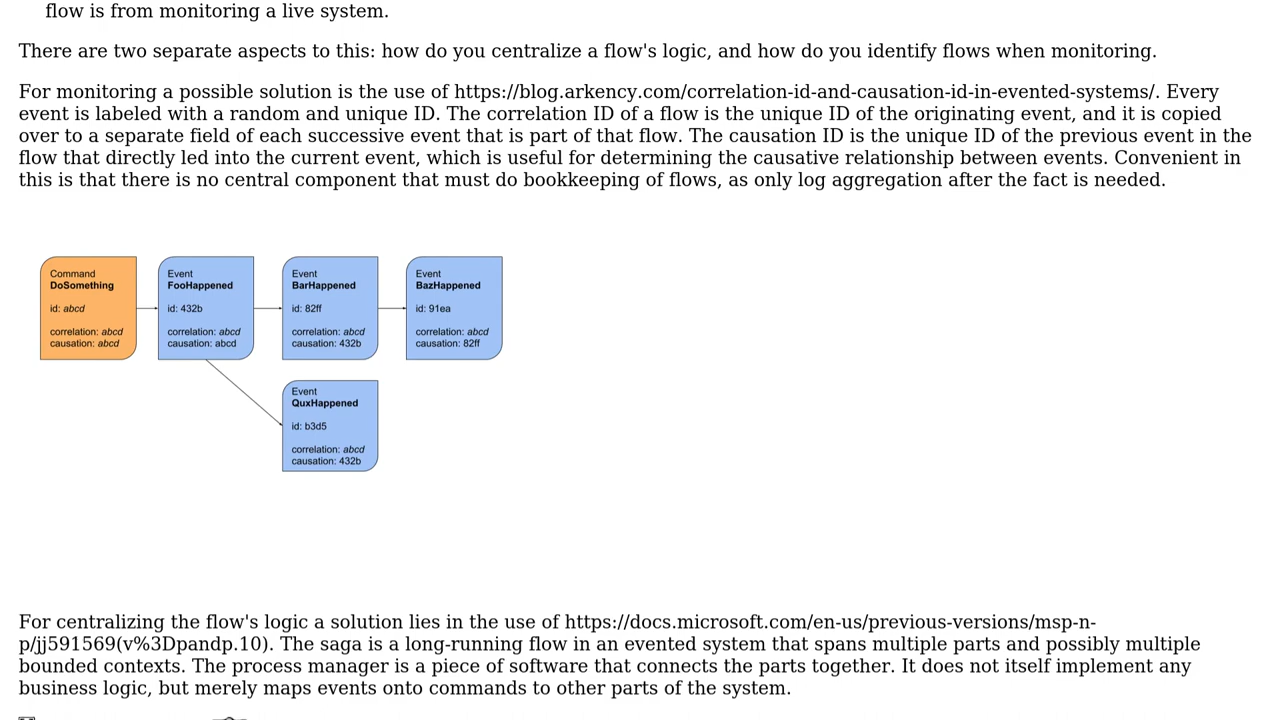 flow is from monitoring a live system.
There are two separate aspects to this: how do you centralize a flow's logic, and how do you identify flows when monitoring.
For monitoring a possible solution is the use of https://blog.arkency.com/correlation-id-and-causation-id-in-evented-systems/. Every
event is labeled with a random and unique ID. The correlation ID of a flow is the unique ID of the originating event, and it is copied
over to a separate field of each successive event that is part of that flow. The causation ID is the unique ID of the previous event in the
flow that directly led into the current event, which is useful for determining the causative relationship between events. Convenient in
this is that there is no central component that must do bookkeeping of flows, as only log aggregation after the fact is needed.
Command
DoSomething
id: abcd
correlation: abcd
causation: abcd
Event
FooHappened
id: 432b
correlation: abcd
causation: abcd
Event
BarHappened
id: 82ff
correlation: abcd
causation: 432b
Event
BazHappened
id: 91ea
correlation: abcd
causation: 82ff
Event
QuxHappened
id: b3d5
correlation: abcd
causation: 432b
For centralizing the flow's logic a solution lies in the use of https://docs.microsoft.com/en-us/previous-versions/msp-n-
p/jj591569(v%3Dpandp.10). The saga is a long-running flow in an evented system that spans multiple parts and possibly multiple
bounded contexts. The process manager is a piece of software that connects the parts together. It does not itself implement any
business logic, but merely maps events onto commands to other parts of the system.